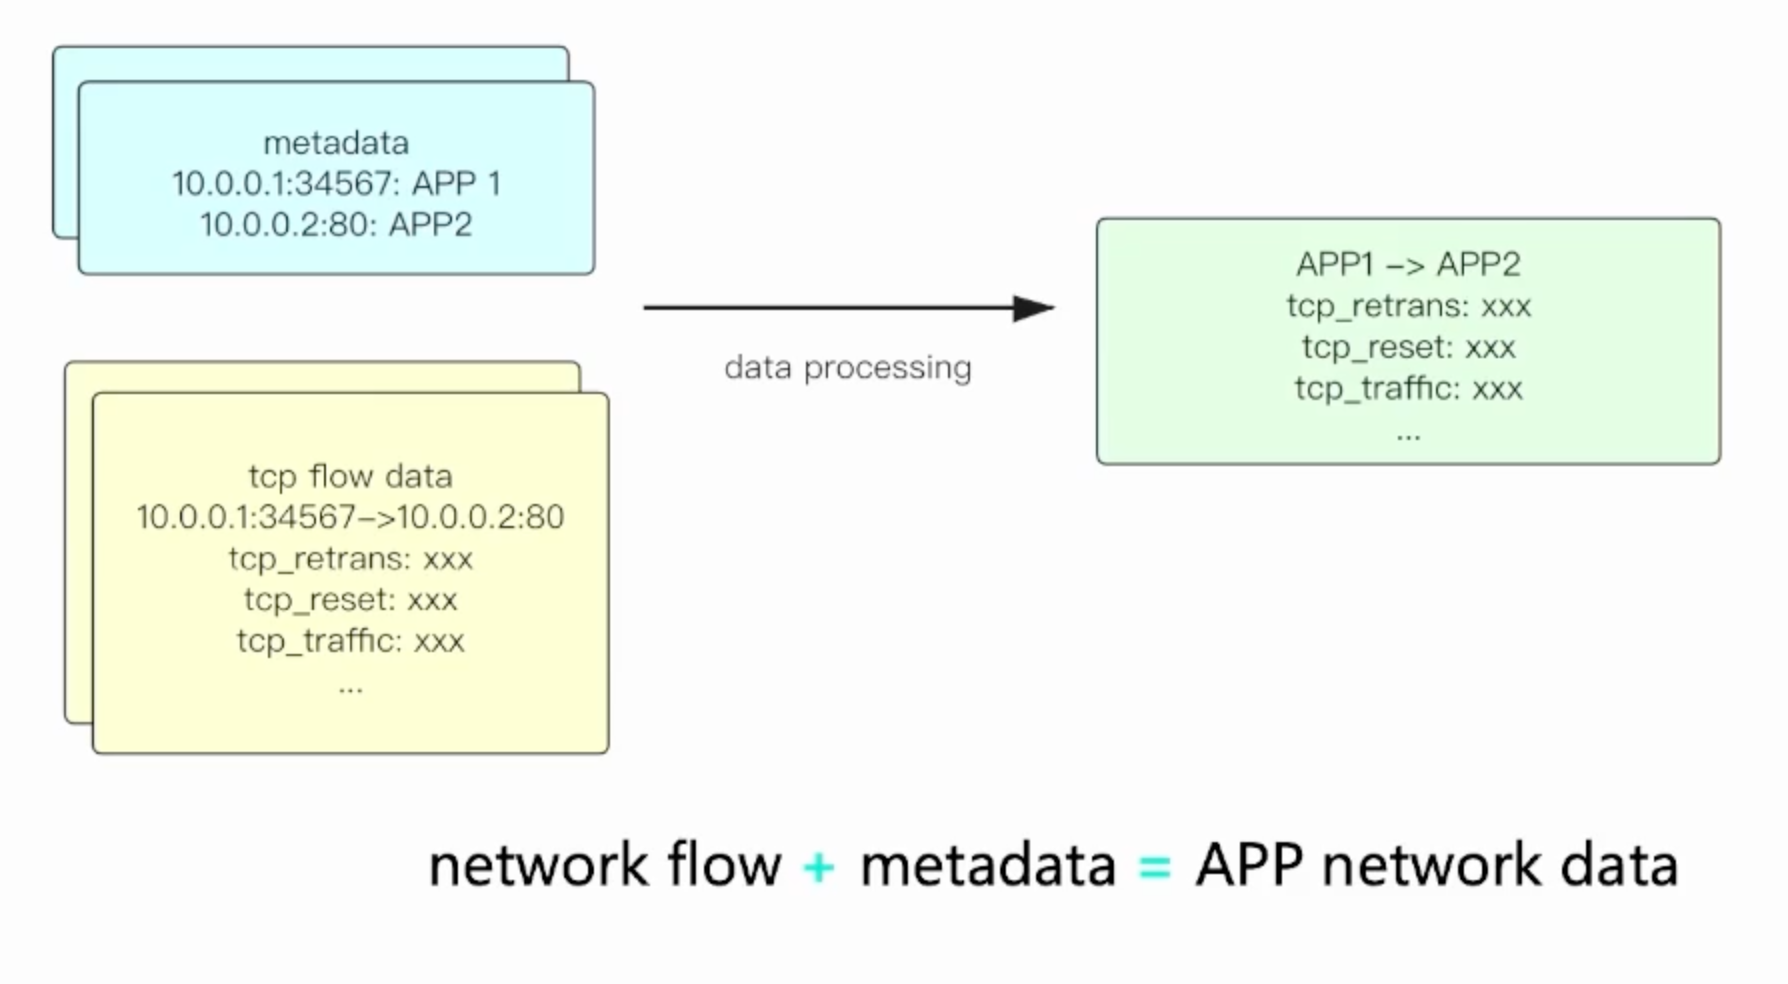 metadata
10.0.0.1:34567: APP 1
10.0.0.2:80: APP2
tcp flow data
10.0.0.1:34567–>10.0.0.2:80
tcp_retrans: xxx
tcp_reset: xxx
tcp_traffic: xxx
...
data processing
APP1 –> APP2
tcp_retrans: xxx
tcp_reset: xxx
tcp_traffic: xxx
...
network flow + metadata = APP network data